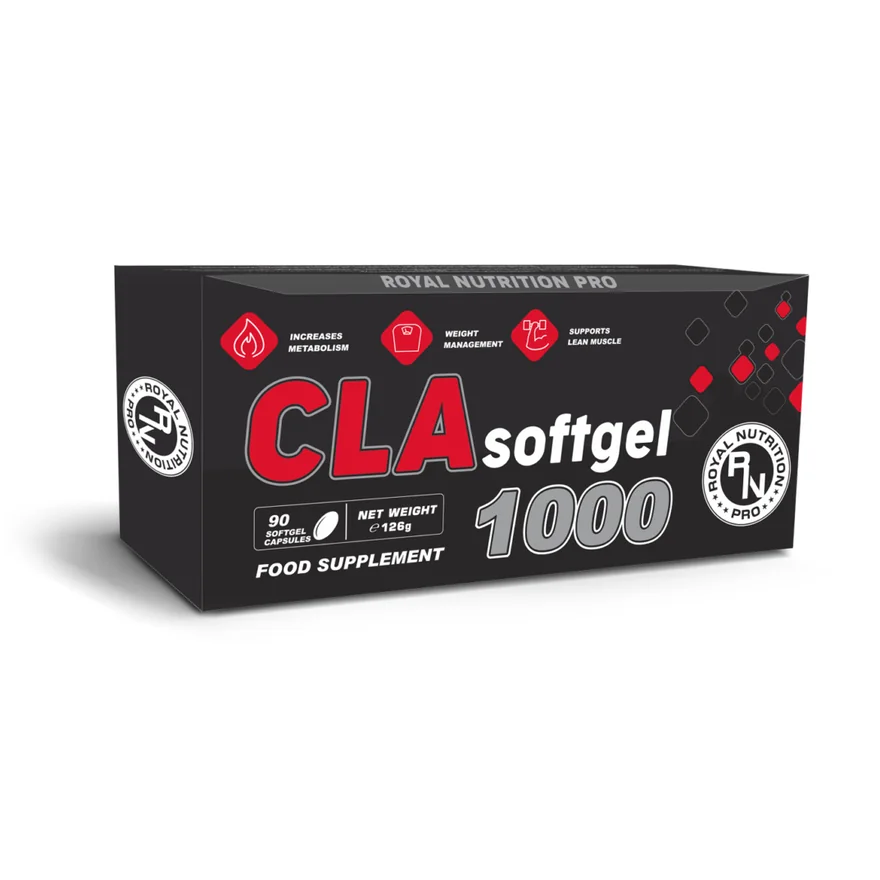 ROYAL NUTRITION PRO
INCREASES
METABOLISM
WEIGHT
MANAGEMENT
SUPPORTS
LEAN MUSCLE
CLA softgel
1000
90
SOFTGEL
CAPSULES
NET WEIGHT
℮ 126g
FOOD SUPPLEMENT
ROYAL NUTRITION
RN
PRO
ROYAL NUTRITION
RN
PRO